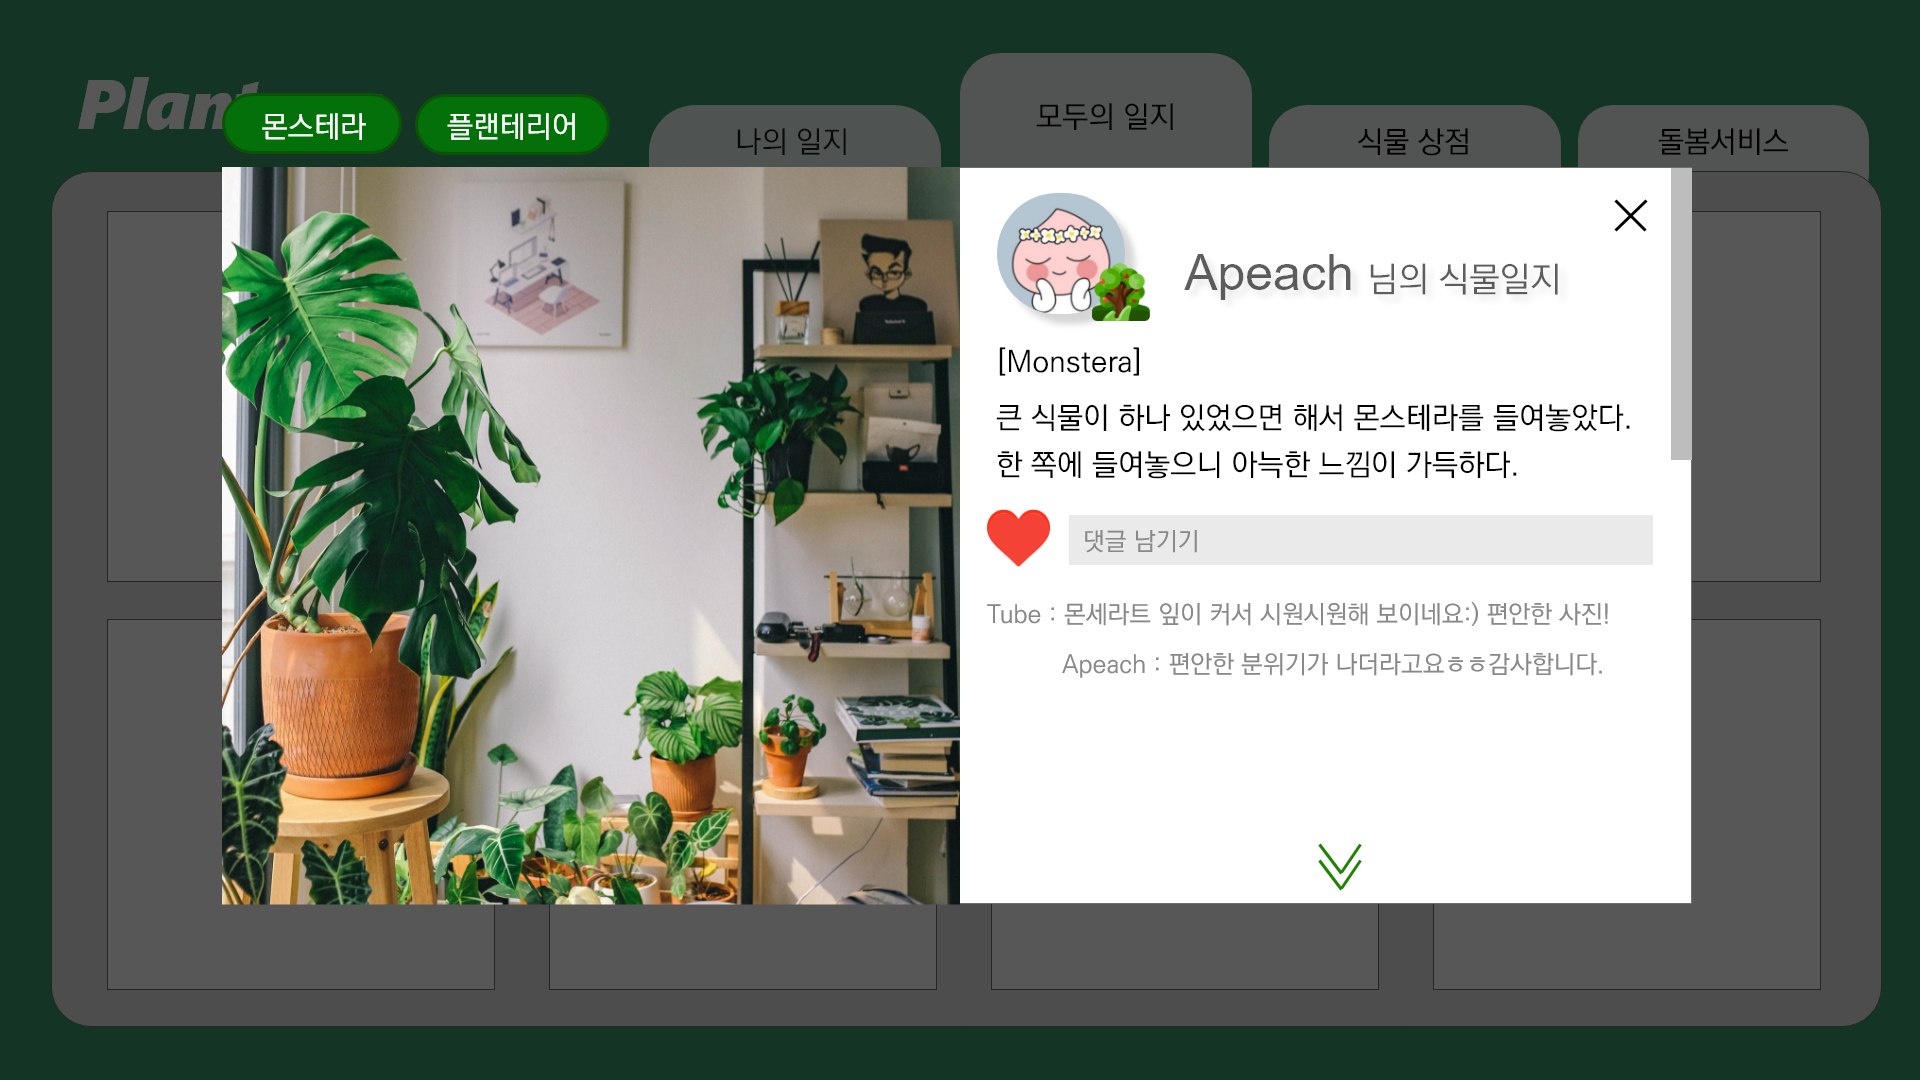 Plant
몬스테라
플랜테리어
나의 일지
모두의 일지
식물 상점
돌봄서비스
Apeach 님의 식물일지
[Monstera]
큰 식물이 하나 있었으면 해서 몬스테라를 들여놓았다.
한 쪽에 들여놓으니 아늑한 느낌이 가득하다.
댓글 남기기
Tube : 몬세라트 잎이 커서 시원시원해 보이네요:) 편안한 사진!
Apeach : 편안한 분위기가 나더라고요ㅎㅎ감사합니다.